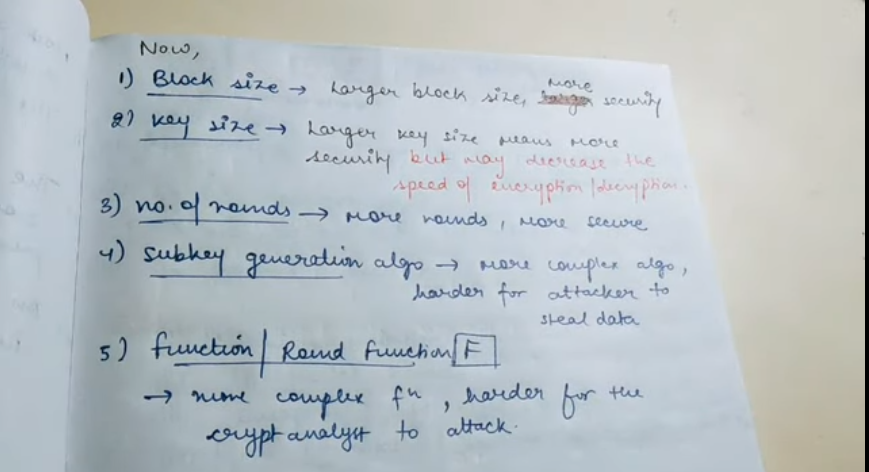 Now,
1) Block size → Larger block size, more security
2) Key size → Larger key size means more
security but may decrease the
speed of encryption/decryption.
3) no. of rounds → More rounds, more secure
4) Subkey generation algo → more complex algo,
harder for attacker to
steal data
5) function / Round function F
→ more complex fⁿ, harder for the
cryptanalyst to attack.